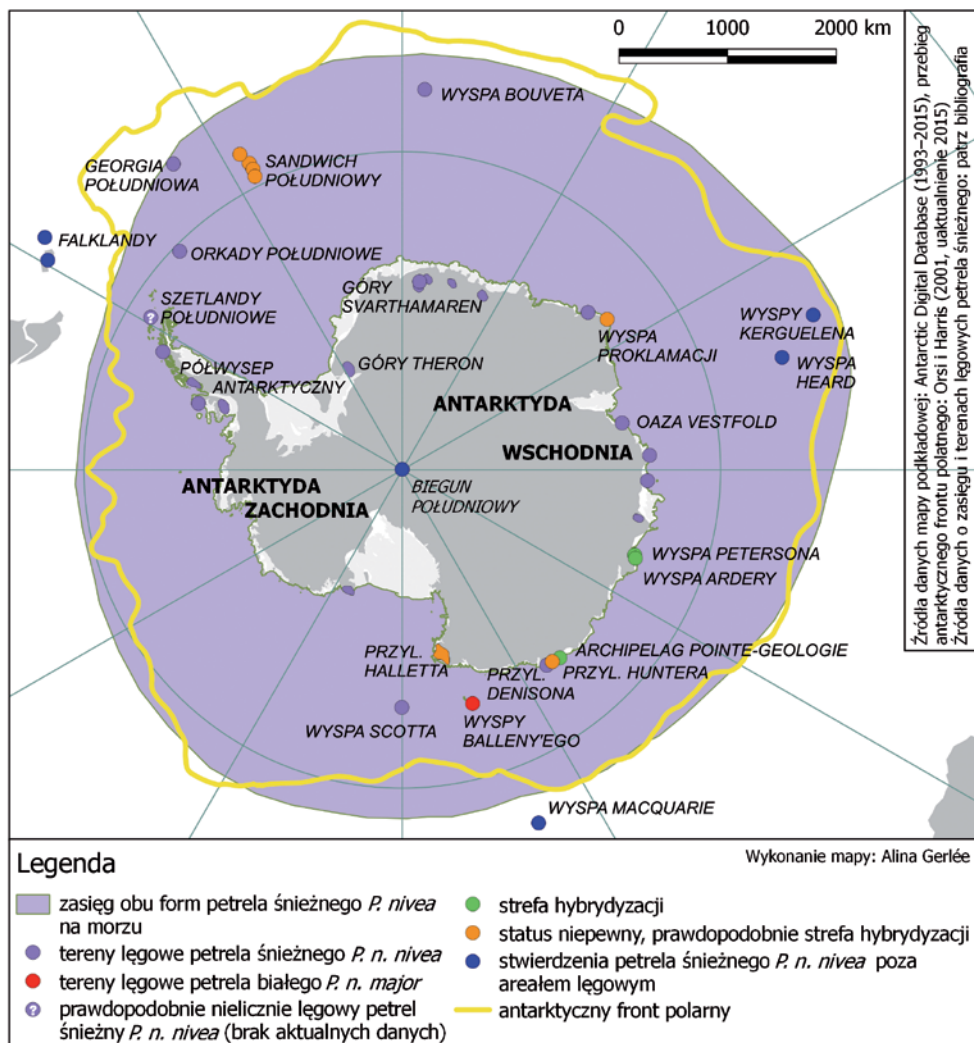 0 1000 2000 km
WYSPA BOUVETA
GEORGIA
POŁUDNIOWA
SANDWICH
POŁUDNIOWY
FALKLANDY
ORKADY POŁUDNIOWE
SZETLANDY
POŁUDNIOWE
GÓRY
SVARTHAMAREN
WYSPA
PROKLAMACJI
WYSPY
KERGUELENA
WYSPA
HEARD
PÓŁWYSEP
ANTARKTYCZNY
GÓRY THERON
ANTARKTYDA
WSCHODNIA
OAZA VESTFOLD
ANTARKTYDA
ZACHODNIA
BIEGUN
POŁUDNIOWY
WYSPA PETERSONA
WYSPA ARDERY
PRZYL.
HALLETTA
ARCHIPELAG POINTE-GEOLOGIE
PRZYL. HUNTERA
PRZYL.
DENISONA
WYSPA SCOTTA
WYSPY
BALLENY'EGO
WYSPA MACQUARIE
Źródła danych mapy podkładowej: Antarctic Digital Database (1993–2015), przebieg
antarktycznego frontu polatnego: Orsi i Harris (2001, uaktualnienie 2015)
Źródła danych o zasięgu i terenach lęgowych petrela śnieżnego: patrz bibliografia
Legenda
Wykonanie mapy: Alina Gerlée
zasięg obu form petrela śnieżnego P. nivea
na morzu
tereny lęgowe petrela śnieżnego P. n. nivea
tereny lęgowe petrela białego P. n. major
? prawdopodobnie nielicznie lęgowy petrel
śnieżny P. n. nivea (brak aktualnych danych)
strefa hybrydyzacji
status niepewny, prawdopodobnie strefa hybrydyzacji
stwierdzenia petrela śnieżnego P. n. nivea poza
areałem lęgowym
antarktyczny front polarny